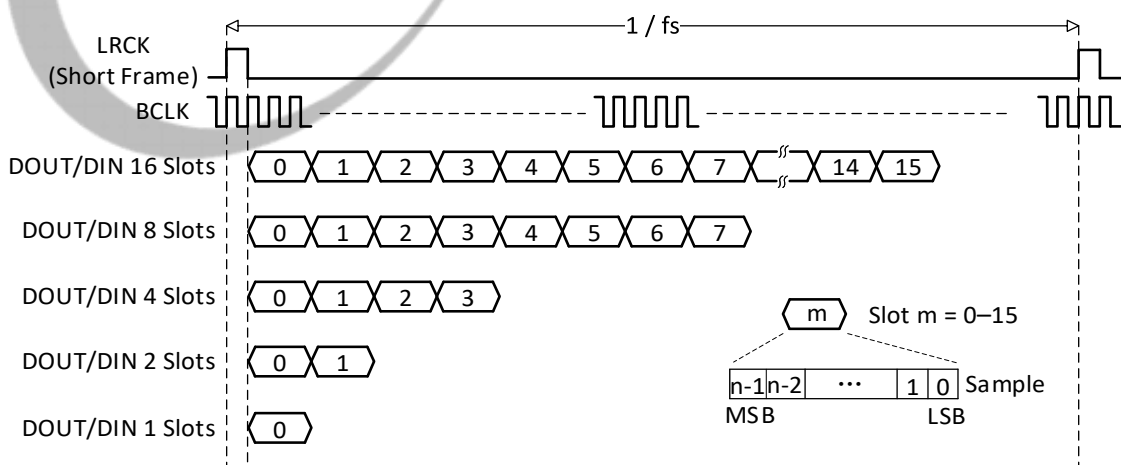 1 / fs
LRCK
(Short Frame)
BCLK
DOUT/DIN 16 Slots 0 1 2 3 4 5 6 7 14 15
DOUT/DIN 8 Slots 0 1 2 3 4 5 6 7
DOUT/DIN 4 Slots 0 1 2 3
m Slot m = 0–15
DOUT/DIN 2 Slots 0 1
n-1 n-2 ··· 1 0 Sample
MSB LSB
DOUT/DIN 1 Slots 0